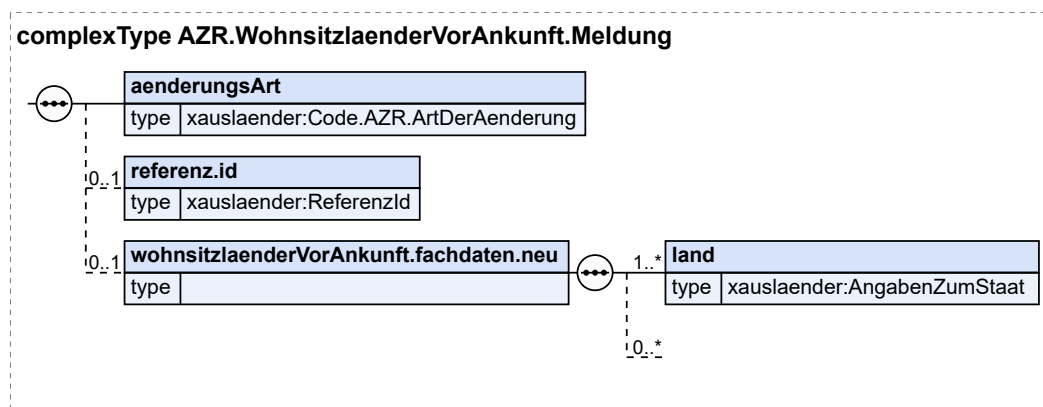 complexType AZR.WohnsitzlaenderVorAnkunft.Meldung
aenderungsArt
type xauslaender:Code.AZR.ArtDerAenderung
0..1 referenz.id
type xauslaender:ReferenzId
0..1 wohnsitzlaenderVorAnkunft.fachdaten.neu 1..* land
type type xauslaender:AngabenZumStaat
0..*